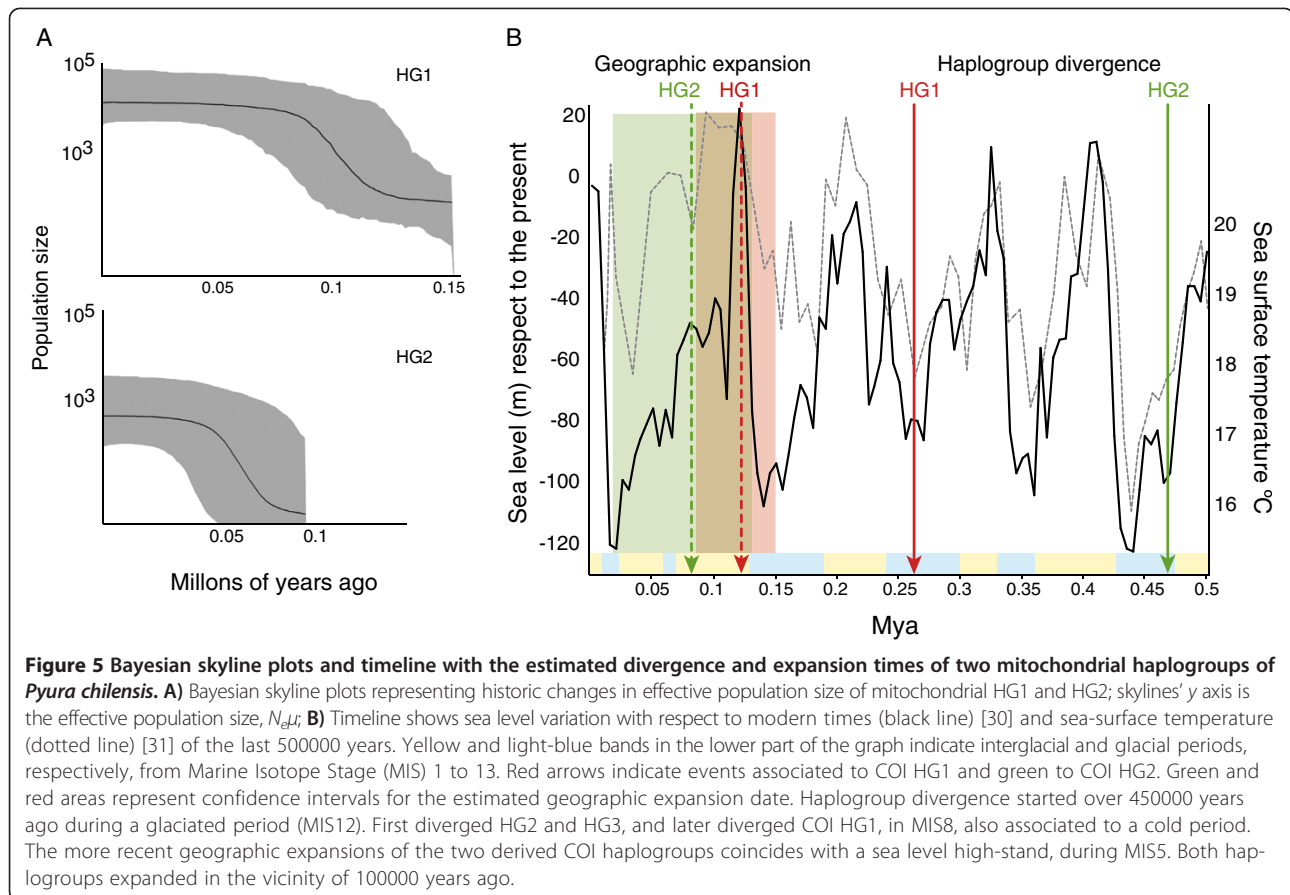 A
10⁵
HG1
10³
0.05
0.1
0.15
10⁵
HG2
10³
0.05
0.1
Population size
Millons of years ago
B
Geographic expansion
Haplogroup divergence
HG2
HG1
HG1
HG2
20
0
-20
-40
-60
-80
-100
-120
Sea level (m) respect to the present
20
19
18
17
16
Sea surface temperature ºC
0.05
0.1
0.15
0.2
0.25
0.3
0.35
0.4
0.45
0.5
Mya
Figure 5 Bayesian skyline plots and timeline with the estimated divergence and expansion times of two mitochondrial haplogroups of
Pyura chilensis. A) Bayesian skyline plots representing historic changes in effective population size of mitochondrial HG1 and HG2; skylines' y axis is
the effective population size, Nₑμ; B) Timeline shows sea level variation with respect to modern times (black line) [30] and sea-surface temperature
(dotted line) [31] of the last 500000 years. Yellow and light-blue bands in the lower part of the graph indicate interglacial and glacial periods,
respectively, from Marine Isotope Stage (MIS) 1 to 13. Red arrows indicate events associated to COI HG1 and green to COI HG2. Green and
red areas represent confidence intervals for the estimated geographic expansion date. Haplogroup divergence started over 450000 years
ago during a glaciated period (MIS12). First diverged HG2 and HG3, and later diverged COI HG1, in MIS8, also associated to a cold period.
The more recent geographic expansions of the two derived COI haplogroups coincides with a sea level high-stand, during MIS5. Both hap-
logroups expanded in the vicinity of 100000 years ago.